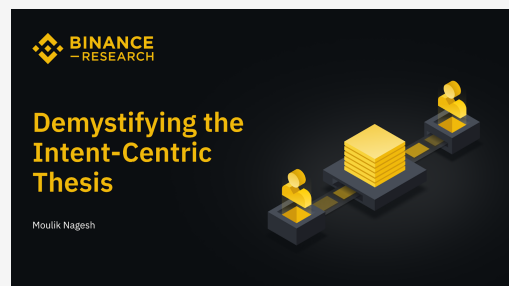 BINANCE
RESEARCH
Demystifying the
Intent-Centric
Thesis
Moulik Nagesh